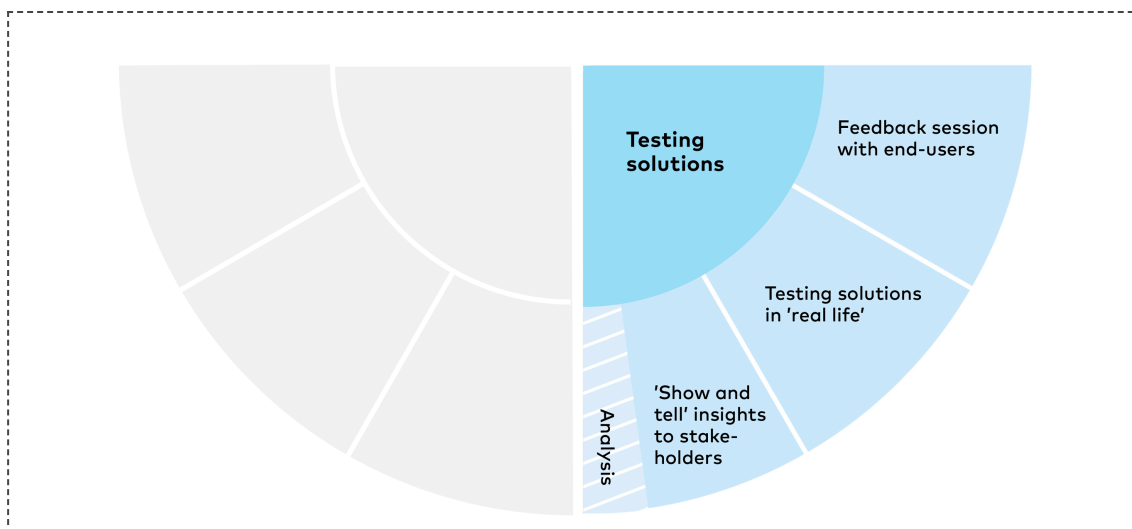 Testing
solutions
Feedback session
with end-users
Testing solutions
in 'real life'
'Show and
tell' insights
to stake-
holders
Analysis